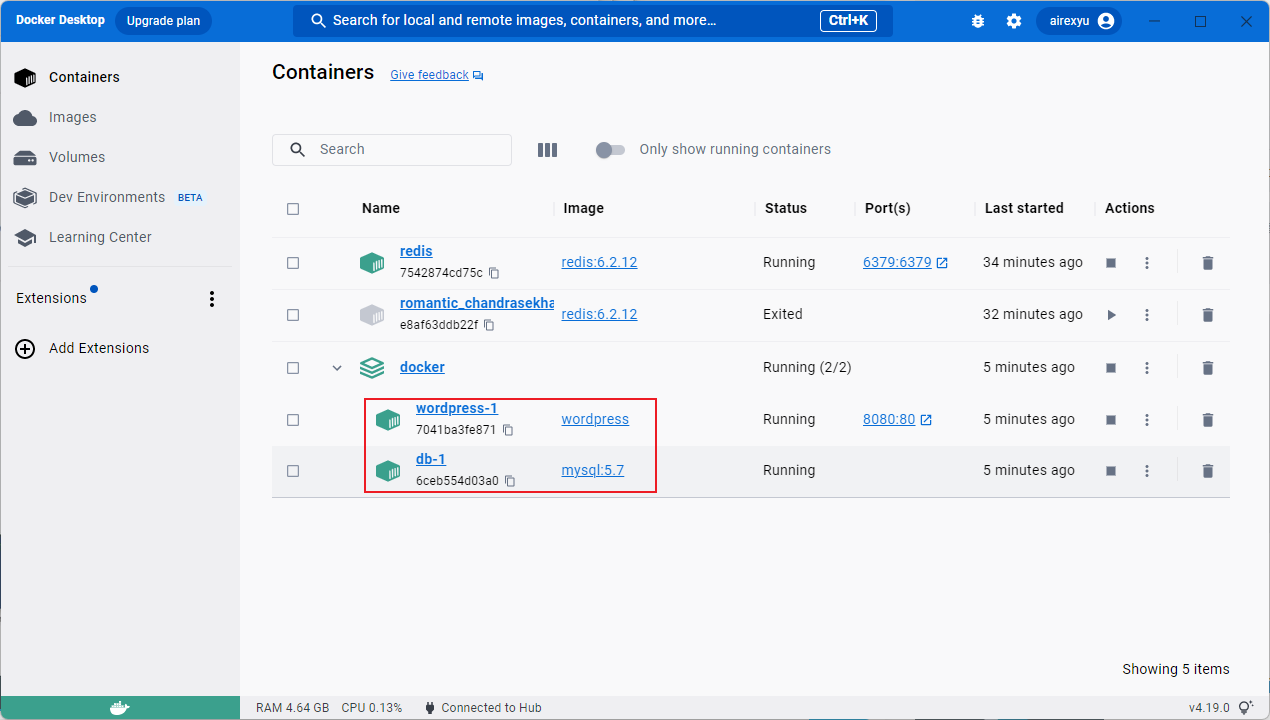 Docker Desktop Upgrade plan Search for local and remote images, containers, and more... Ctrl+K airexyu
Containers
Images
Volumes
Dev Environments BETA
Learning Center
Extensions
Add Extensions
Containers Give feedback
Search Only show running containers
Name Image Status Port(s) Last started Actions
redis
7542874cd75c redis:6.2.12 Running 6379:6379 34 minutes ago
romantic_chandrasekha
e8af63ddb22f redis:6.2.12 Exited 32 minutes ago
docker Running (2/2) 5 minutes ago
wordpress-1
7041ba3fe871 wordpress Running 8080:80 5 minutes ago
db-1
6ceb554d03a0 mysql:5.7 Running 5 minutes ago
Showing 5 items
RAM 4.64 GB CPU 0.13% Connected to Hub v4.19.0